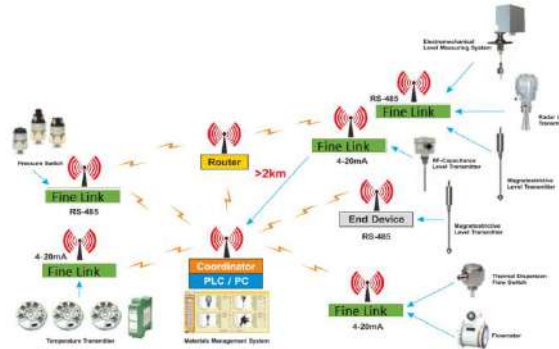 Electromechanical
Level Measuring System
RS-485
Fine Link
Radar
Fine Link
4-20mA
RF-Capacitance
Level Transmitter
Magnetostrictive
Level Transmitter
Pressure Switch
Router
>2km
Fine Link
RS-485
End Device
RS-485
Magnetostrictive
Level Transmitter
4-20mA
Fine Link
Coordinator
PLC / PC
Thermal Dispersion
Flow Switch
Fine Link
4-20mA
Temperature Transmitter
Materials Management System
Flowmeter